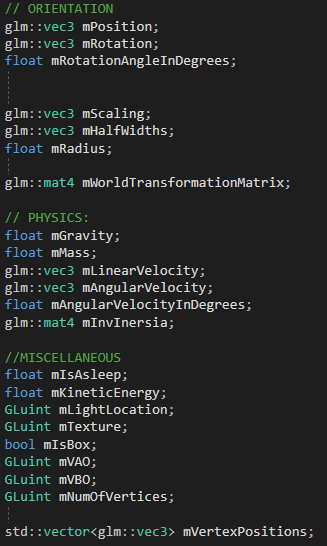 // ORIENTATION
glm::vec3 mPosition;
glm::vec3 mRotation;
float mRotationAngleInDegrees;
glm::vec3 mScaling;
glm::vec3 mHalfWidths;
float mRadius;
glm::mat4 mWorldTransformationMatrix;
// PHYSICS:
float mGravity;
float mMass;
glm::vec3 mLinearVelocity;
glm::vec3 mAngularVelocity;
float mAngularVelocityInDegrees;
glm::mat4 mInvInersia;
//MISCELLANEOUS
float mIsAsleep;
float mKineticEnergy;
GLuint mLightLocation;
GLuint mTexture;
bool mIsBox;
GLuint mVAO;
GLuint mVBO;
GLuint mNumOfVertices;
std::vector<glm::vec3> mVertexPositions;